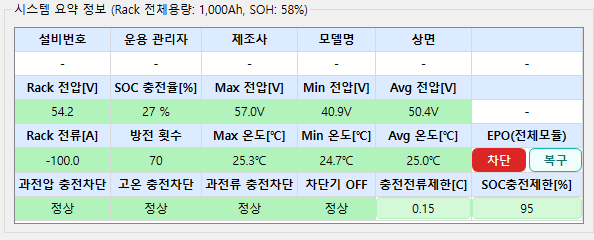 시스템 요약 정보 (Rack 전체용량: 1,000Ah, SOH: 58%)
설비번호 운용 관리자 제조사 모델명 상면
- - - - - -
Rack 전압[V] SOC 충전율[%] Max 전압[V] Min 전압[V] Avg 전압[V]
54.2 27 % 57.0V 40.9V 50.4V -
Rack 전류[A] 방전 횟수 Max 온도[℃] Min 온도[℃] Avg 온도[℃] EPO(전체모듈)
-100.0 70 25.3℃ 24.7℃ 25.0℃ 차단 복구
과전압 충전차단 고온 충전차단 과전류 충전차단 차단기 OFF 충전전류제한[C] SOC충전제한[%]
정상 정상 정상 정상 0.15 95